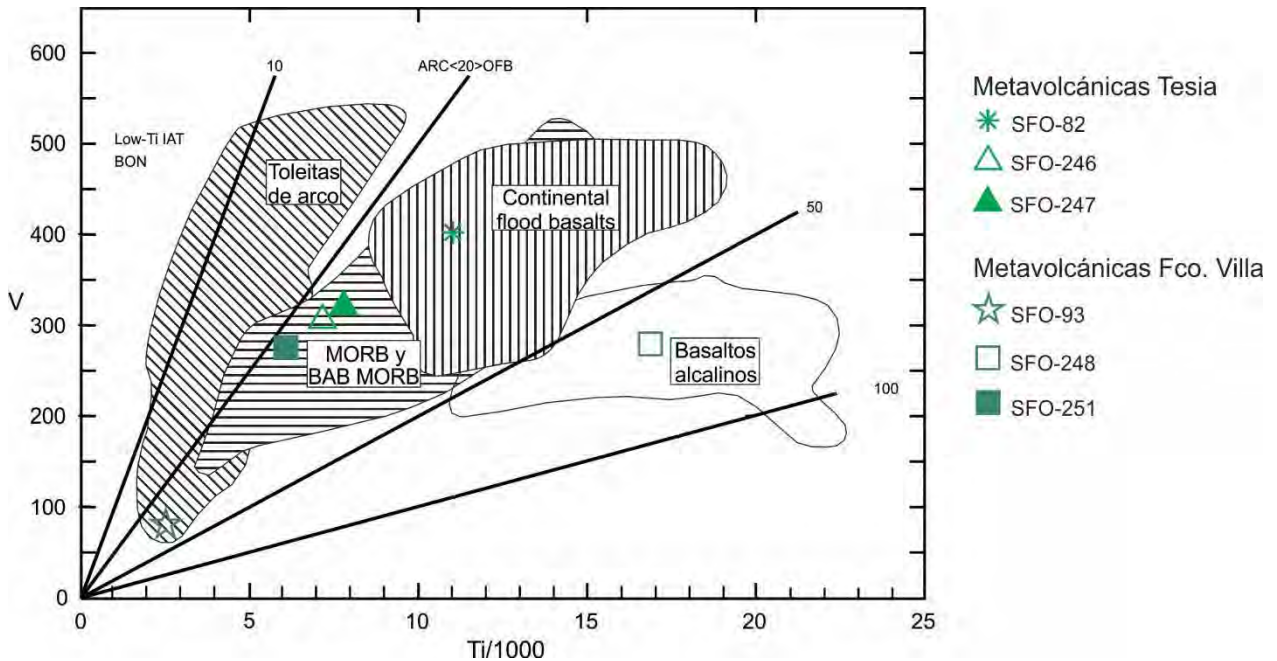 600
500
400
300
200
100
0
V
0
5
10
15
20
25
Ti/1000
10
ARC<20>OFB
50
100
Low-Ti IAT
BON
Toleitas
de arco
Continental
flood basalts
MORB y
BAB MORB
Basaltos
alcalinos
Metavolcánicas Tesia
SFO-82
SFO-246
SFO-247
Metavolcánicas Fco. Villa
SFO-93
SFO-248
SFO-251